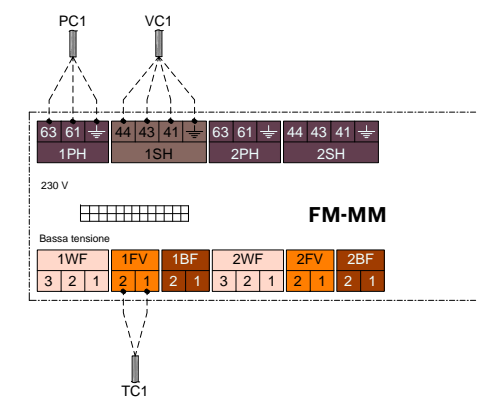 PC1 VC1
63 61 ⏚ 44 43 41 ⏚ 63 61 ⏚ 44 43 41 ⏚
1PH 1SH 2PH 2SH
230 V
FM-MM
Bassa tensione
1WF 1FV 1BF 2WF 2FV 2BF
3 2 1 2 1 2 1 3 2 1 2 1 2 1
TC1